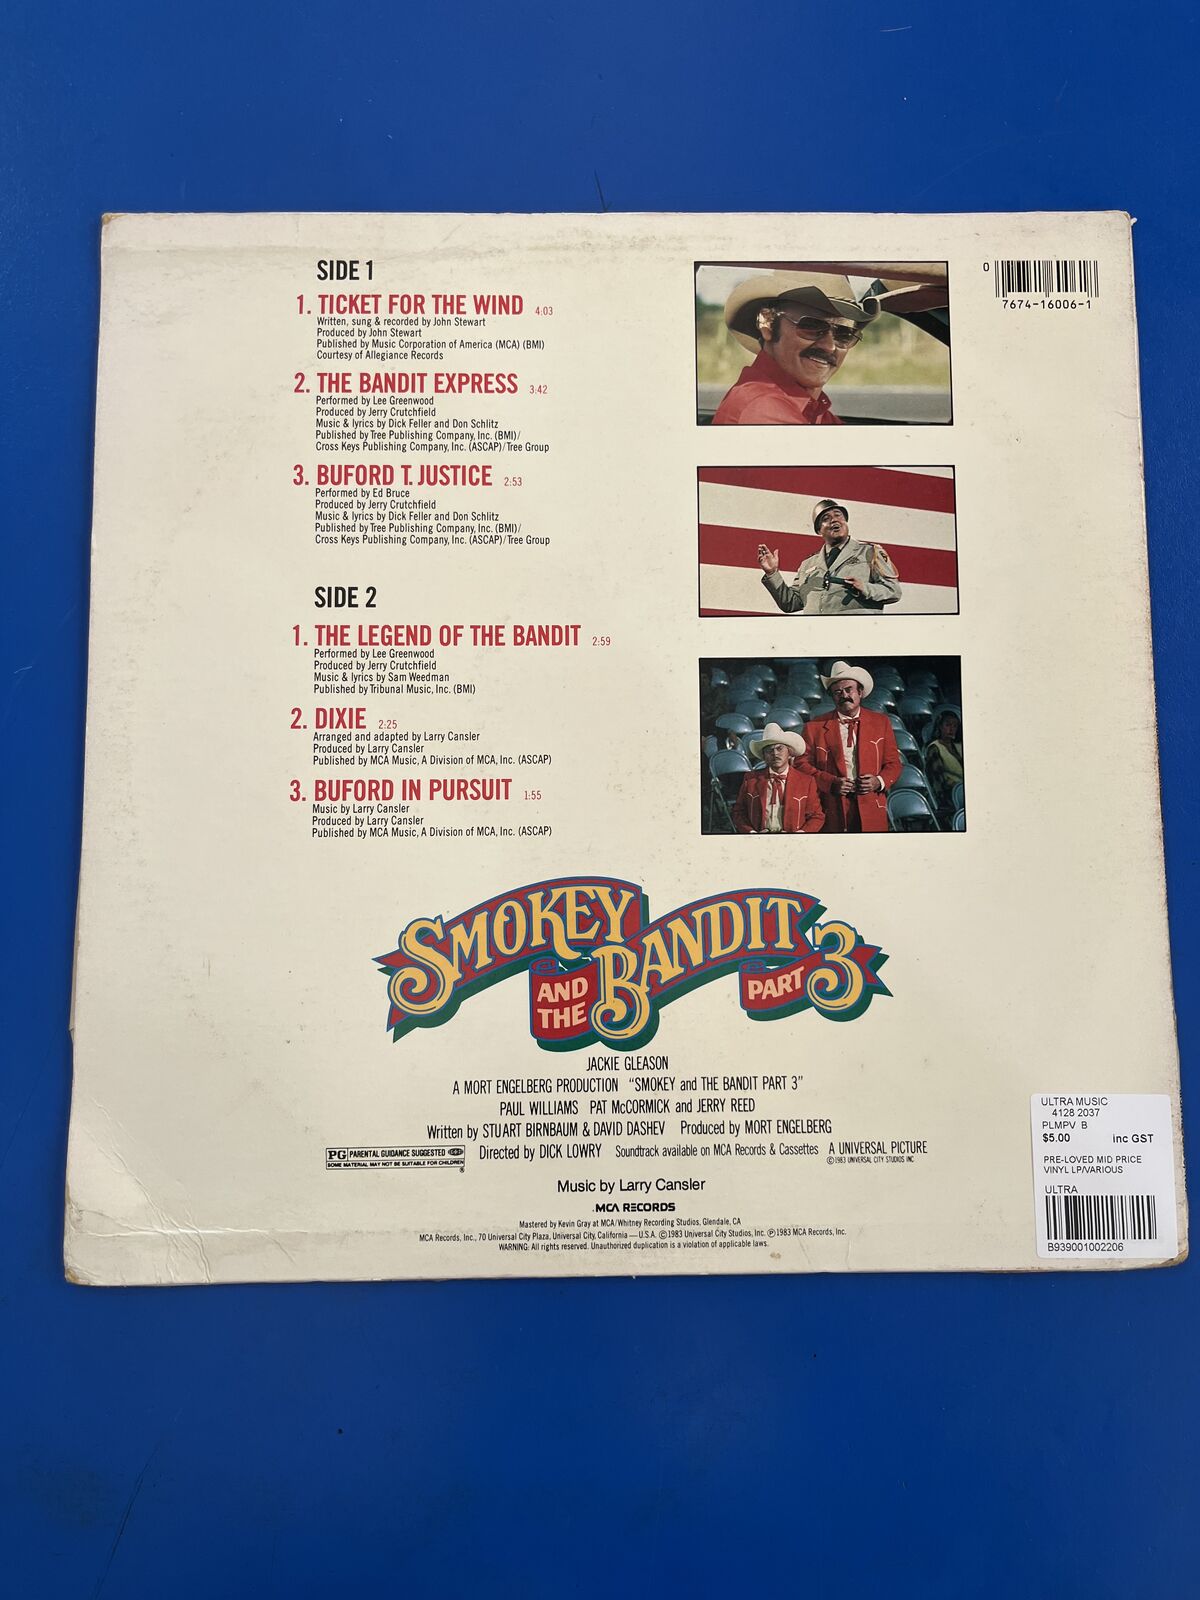 SIDE 1
1. TICKET FOR THE WIND 4:03
Written, sung & recorded by John Stewart
Produced by John Stewart
Published by Music Corporation of America (MCA) (BMI)
Courtesy of Allegiance Records
2. THE BANDIT EXPRESS 3:42
Performed by Lee Greenwood
Produced by Jerry Crutchfield
Music & lyrics by Dick Feller and Don Schlitz
Published by Tree Publishing Company, Inc. (BMI)/
Cross Keys Publishing Company, Inc. (ASCAP)/Tree Group
3. BUFORD T. JUSTICE 2:53
Performed by Ed Bruce
Produced by Jerry Crutchfield
Music & lyrics by Dick Feller and Don Schlitz
Published by Tree Publishing Company, Inc. (BMI)/
Cross Keys Publishing Company, Inc. (ASCAP)/Tree Group
SIDE 2
1. THE LEGEND OF THE BANDIT 2:59
Performed by Lee Greenwood
Produced by Jerry Crutchfield
Music & lyrics by Sam Weedman
Published by Tribunal Music, Inc. (BMI)
2. DIXIE 2:25
Arranged and adapted by Larry Cansler
Produced by Larry Cansler
Published by MCA Music, A Division of MCA, Inc. (ASCAP)
3. BUFORD IN PURSUIT 1:55
Music by Larry Cansler
Produced by Larry Cansler
Published by MCA Music, A Division of MCA, Inc. (ASCAP)
0
7674-16006-1
SMOKEY
AND THE
BANDIT
PART 3
JACKIE GLEASON
A MORT ENGELBERG PRODUCTION "SMOKEY and THE BANDIT PART 3"
PAUL WILLIAMS PAT McCORMICK and JERRY REED
Written by STUART BIRNBAUM & DAVID DASHEV Produced by MORT ENGELBERG
PG PARENTAL GUIDANCE SUGGESTED
SOME MATERIAL MAY NOT BE SUITABLE FOR CHILDREN
®
Directed by DICK LOWRY Soundtrack available on MCA Records & Cassettes A UNIVERSAL PICTURE
©1983 UNIVERSAL CITY STUDIOS INC
Music by Larry Cansler
MCA RECORDS
Mastered by Kevin Gray at MCA/Whitney Recording Studios, Glendale, CA
MCA Records, Inc., 70 Universal City Plaza, Universal City, California — U.S.A. ©1983 Universal City Studios, Inc. ℗1983 MCA Records, Inc.
WARNING: All rights reserved. Unauthorized duplication is a violation of applicable laws.
ULTRA MUSIC
4128 2037
PLMPV B
$5.00 inc GST
PRE-LOVED MID PRICE
VINYL LP/VARIOUS
ULTRA
B939001002206